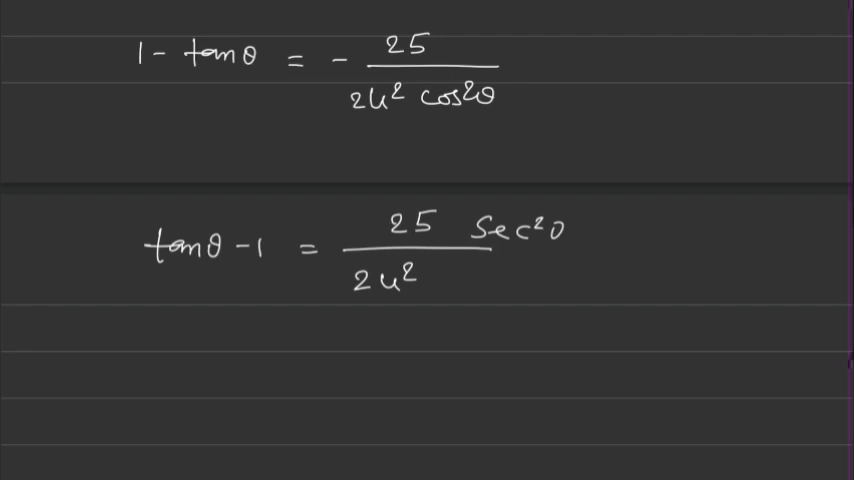 1 - tanθ = - 25 / 2u² cos²θ
tanθ - 1 = 25 / 2u² Sec²θ